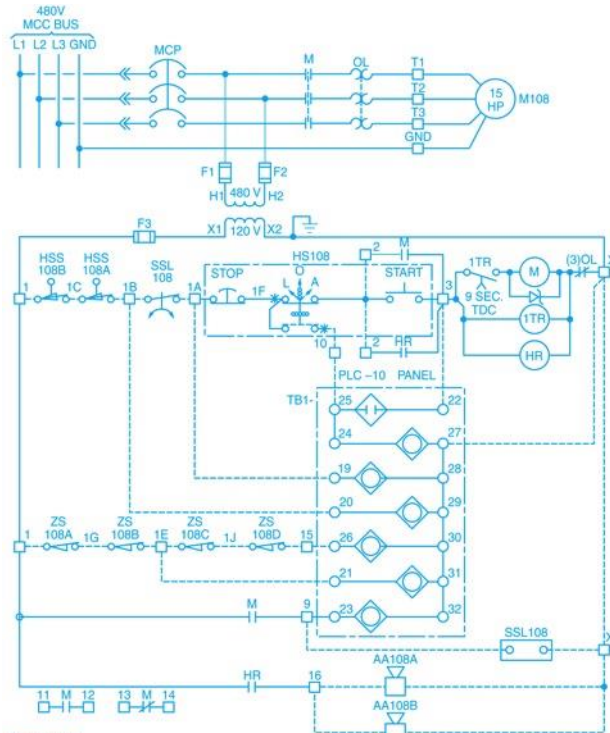 480V
MCC BUS
L1 L2 L3 GND
MCP
M
OL
T1
T2
T3
GND
15
HP
M108
F1
F2
H1 480 V H2
F3
X1 120 V X2
HS108
2
M
HSS
108B
HSS
108A
SSL
108
STOP
L
O
A
START
1
1C
1B
1A
1F
3
1TR
9 SEC.
TDC
M
(3)OL
1TR
HR
10
2
HR
PLC –10 PANEL
TB1-
25
22
24
27
19
28
20
29
ZS
108A
ZS
108B
ZS
108C
ZS
108D
1
1G
1E
1J
15
26
30
21
31
M
9
23
32
SSL108
2
HR
16
AA108A
11 M 12
13 M 14
AA108B